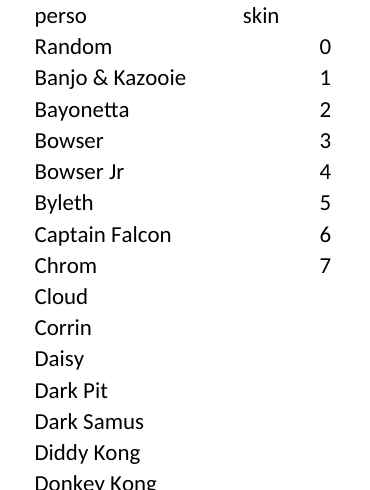 perso skin
Random 0
Banjo & Kazooie 1
Bayonetta 2
Bowser 3
Bowser Jr 4
Byleth 5
Captain Falcon 6
Chrom 7
Cloud
Corrin
Daisy
Dark Pit
Dark Samus
Diddy Kong
Donkey Kong